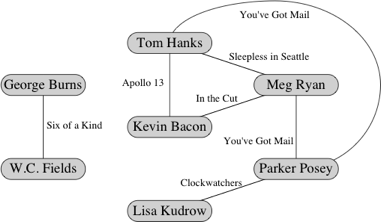 You've Got Mail
Tom Hanks
Sleepless in Seattle
Apollo 13
George Burns
Meg Ryan
In the Cut
Six of a Kind
Kevin Bacon
You've Got Mail
W.C. Fields
Parker Posey
Clockwatchers
Lisa Kudrow